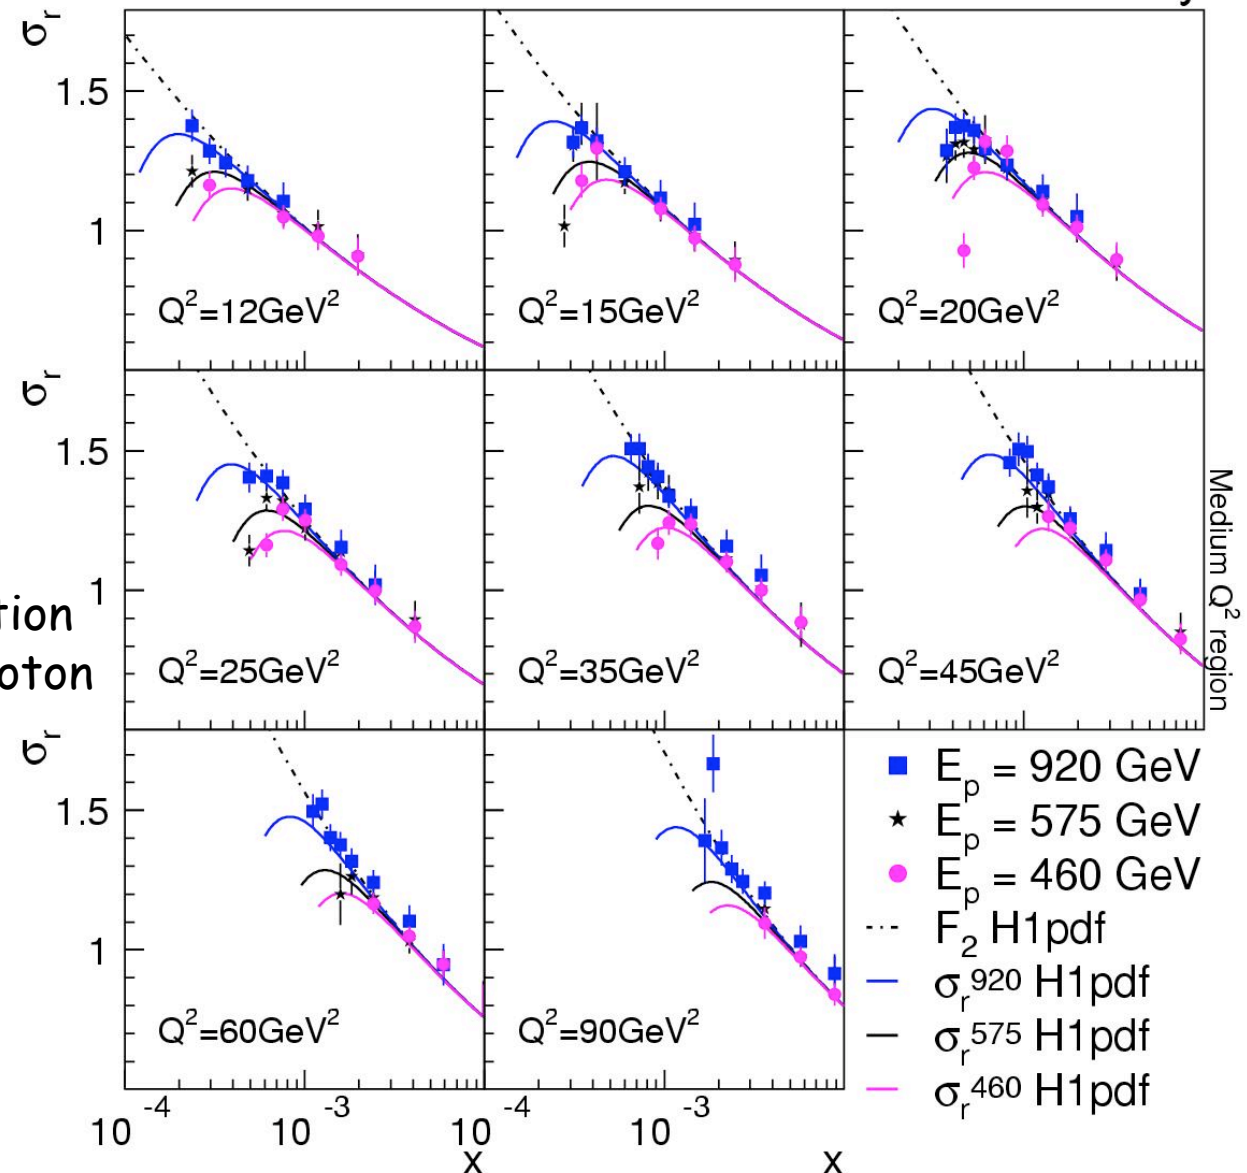 y
σr
1.5
1
Q²=12GeV²
Q²=15GeV²
Q²=20GeV²
σr
1.5
1
Q²=25GeV²
Q²=35GeV²
Q²=45GeV²
tion
oton
Medium Q² region
σr
1.5
1
Q²=60GeV²
Q²=90GeV²
Ep = 920 GeV
Ep = 575 GeV
Ep = 460 GeV
F₂ H1pdf
σr⁹²⁰ H1pdf
σr⁵⁷⁵ H1pdf
σr⁴⁶⁰ H1pdf
10⁻⁴ 10⁻³ 10⁻⁴ 10⁻³
x x